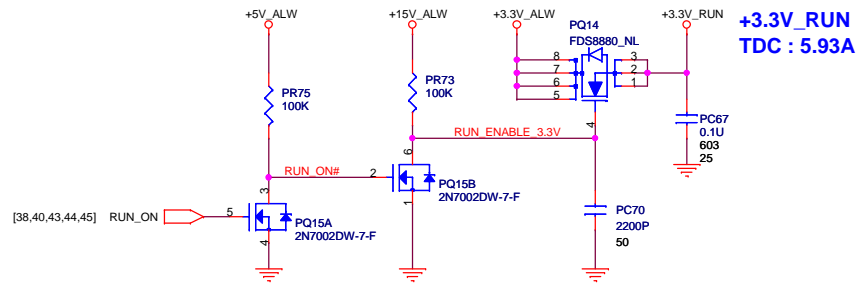 +5V_ALW
+15V_ALW
+3.3V_ALW
+3.3V_RUN
+3.3V_RUN
TDC : 5.93A
PQ14
FDS8880_NL
8
7
6
5
3
2
1
4
PR75
100K
PR73
100K
PC67
0.1U
603
25
RUN_ENABLE_3.3V
RUN_ON#
2
6
1
PQ15B
2N7002DW-7-F
[38,40,43,44,45]
RUN_ON
5
3
4
PQ15A
2N7002DW-7-F
PC70
2200P
50